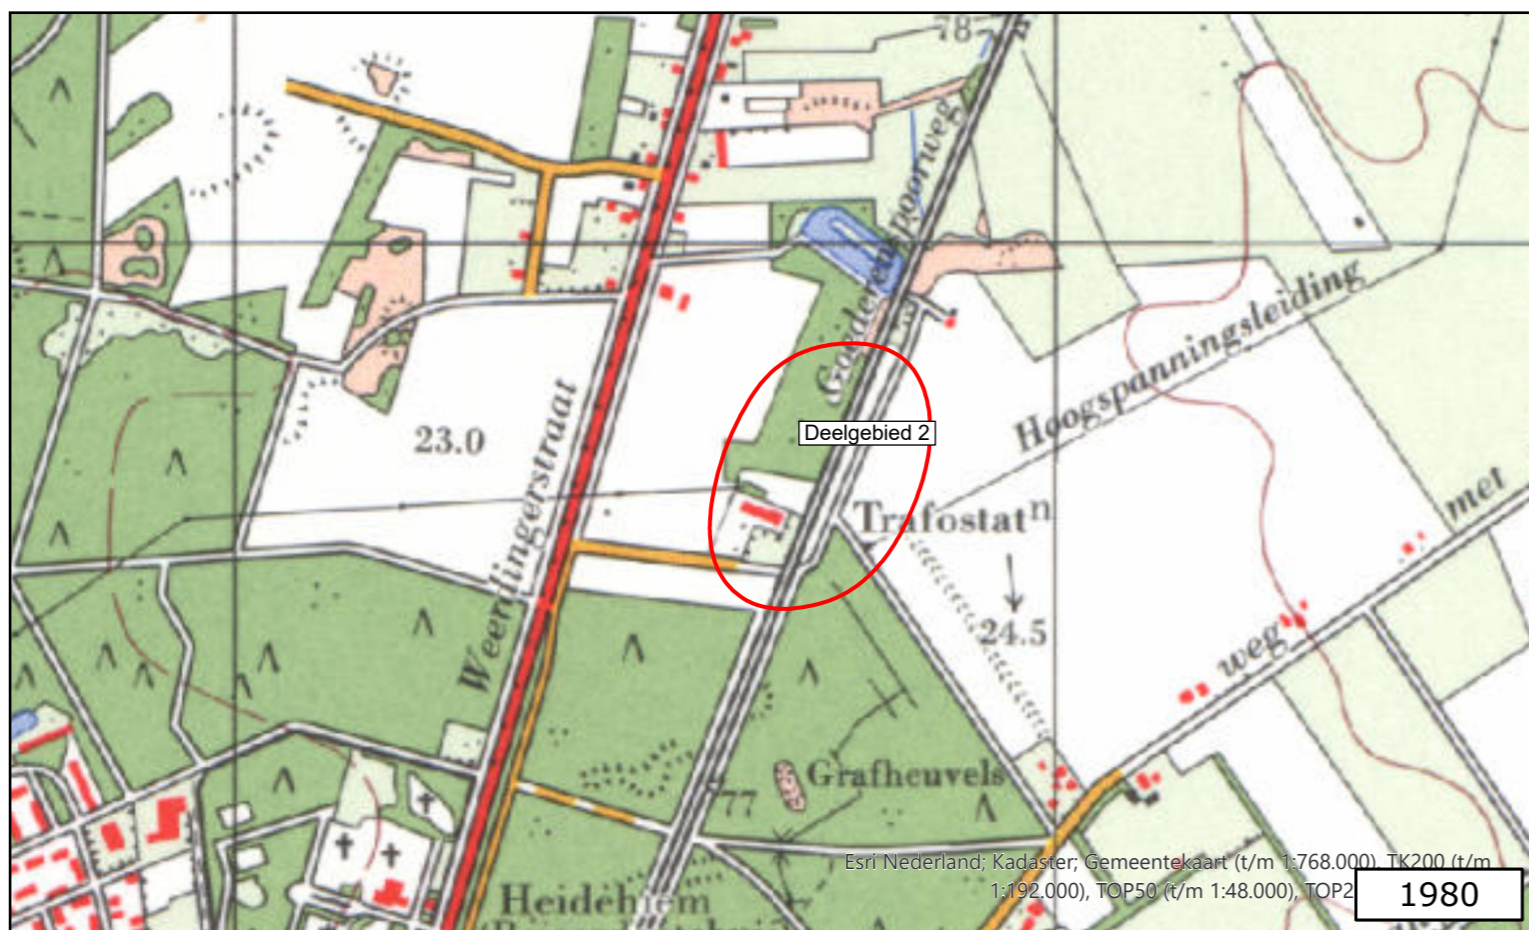 78
Goederenspoorweg
Hoogspanningsleiding
Deelgebied 2
23.0
Weerdingerstraat
Trafostatⁿ
met
24.5
weg
Grafheuvels
77
Heidehiem
Esri Nederland; Kadaster; Gemeentekaart (t/m 1:768.000), TK200 (t/m
1:192.000), TOP50 (t/m 1:48.000), TOP2
1980